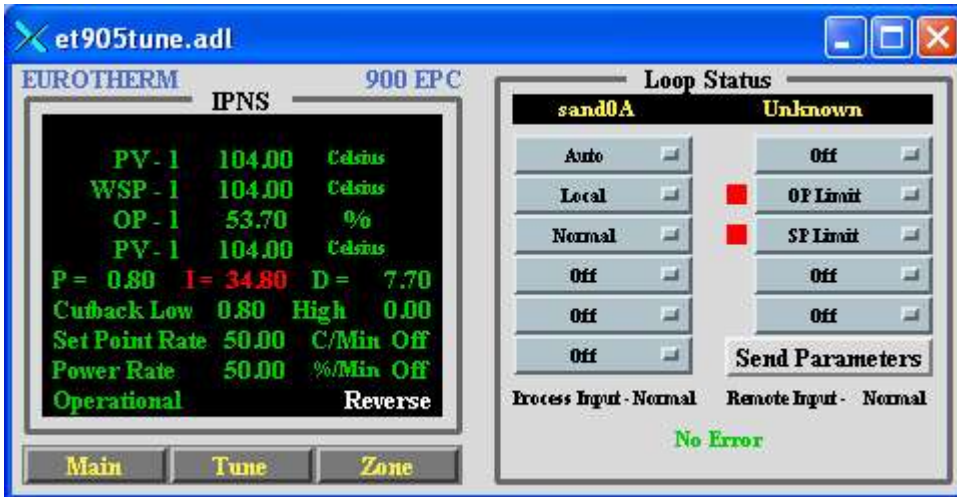 et905tune.adl
EUROTHERM 900 EPC
IPNS
PV - 1 104.00 Celsius
WSP - 1 104.00 Celsius
OP - 1 53.70 %
PV - 1 104.00 Celsius
P = 0.80 I = 34.80 D = 7.70
Cutback Low 0.80 High 0.00
Set Point Rate 50.00 C/Min Off
Power Rate 50.00 %/Min Off
Operational Reverse
Main Tune Zone
Loop Status
sand0A Unknown
Auto Off
Local OP Limit
Normal SP Limit
Off Off
Off Off
Off Send Parameters
Process Input - Normal Remote Input - Normal
No Error